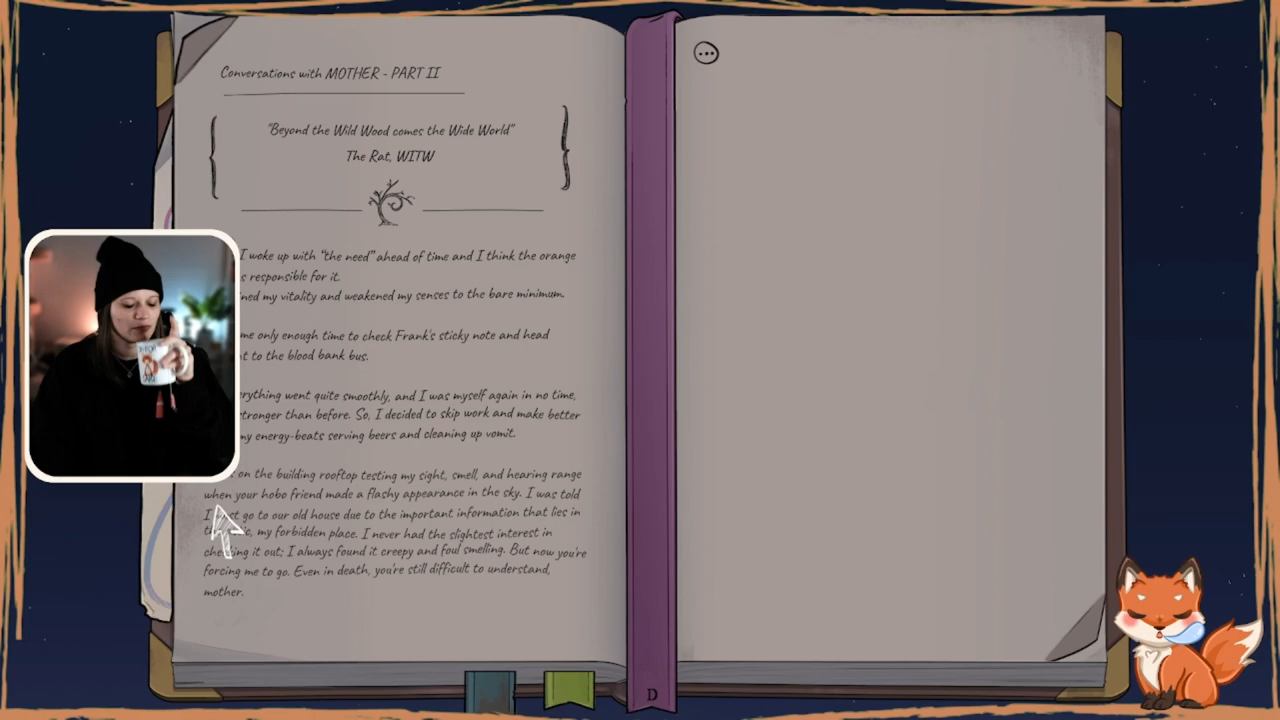 Conversations with MOTHER - PART II
"Beyond the Wild Wood comes the Wide World"
The Rat, WITW
I woke up with "the need" ahead of time and I think the orange
responsible for it.
my vitality and weakened my senses to the bare minimum.
me only enough time to check Frank's sticky note and head
to the blood bank bus.
went quite smoothly, and I was myself again in no time,
stronger than before. So, I decided to skip work and make better
energy-beats serving beers and cleaning up vomit.
on the building rooftop testing my sight, smell, and hearing range
when your hobo friend made a flashy appearance in the sky. I was told
I go to our old house due to the important information that lies in
my forbidden place. I never had the slightest interest in
it out; I always found it creepy and foul smelling. But now you're
forcing me to go. Even in death, you're still difficult to understand,
mother.
D